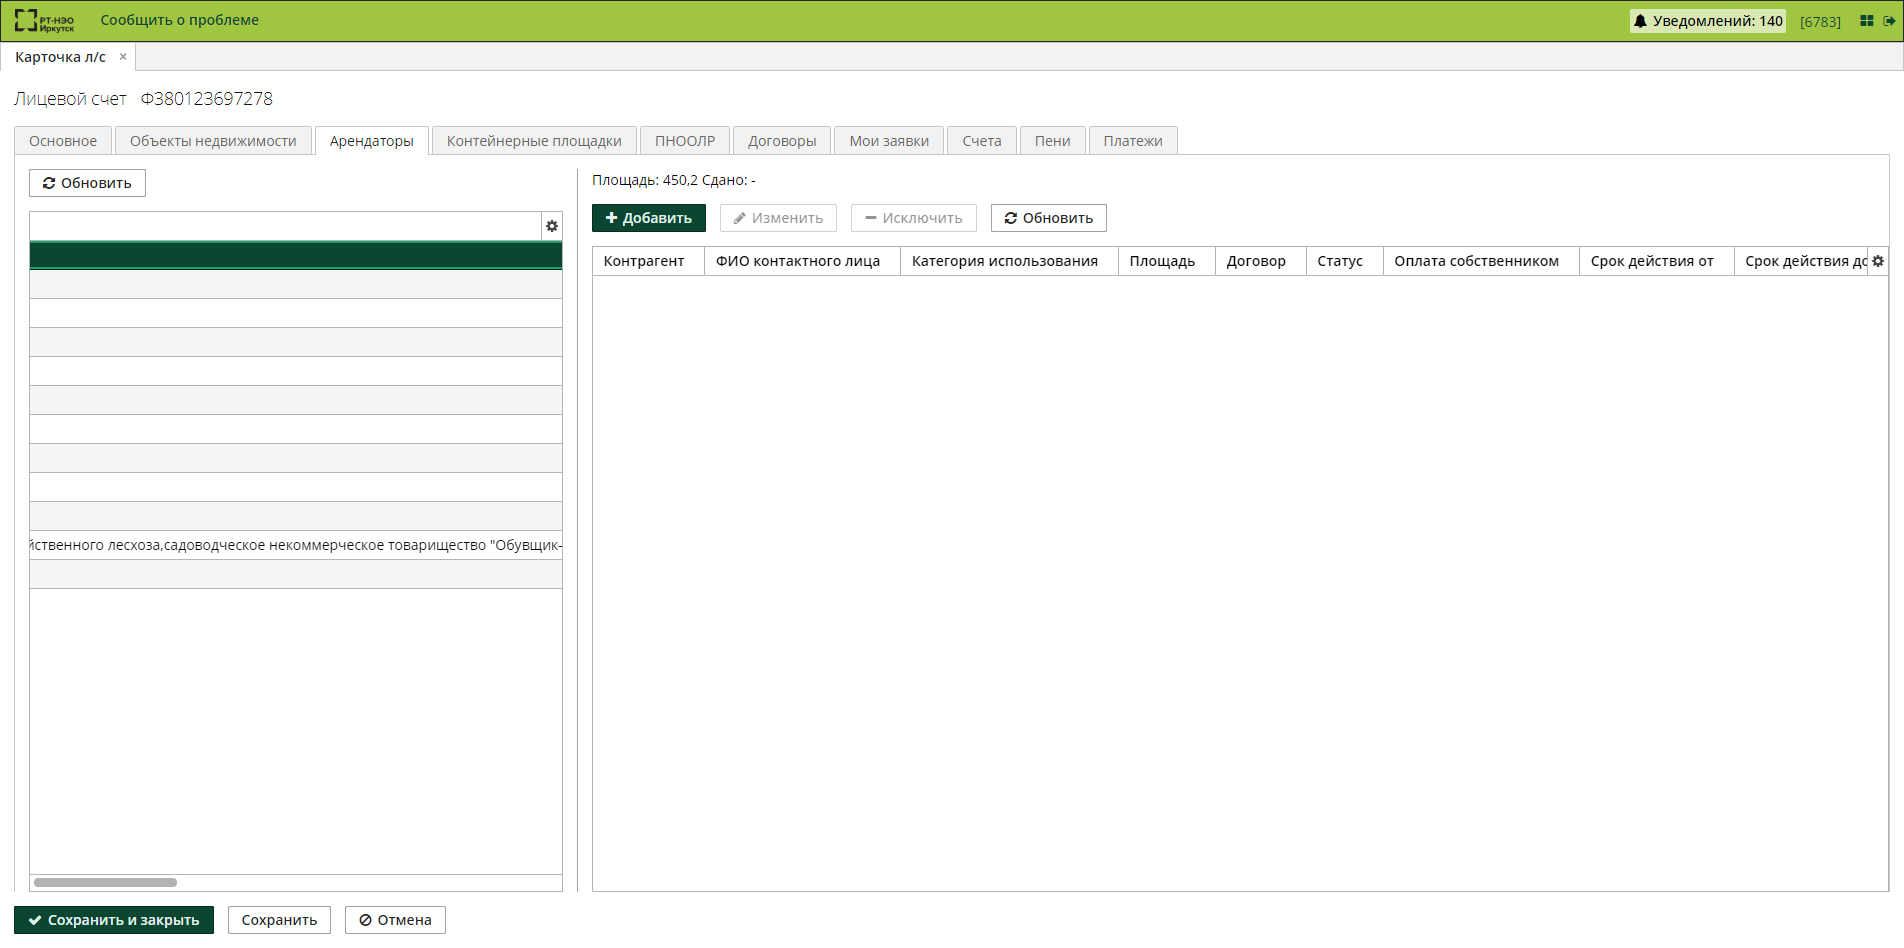 РТ-НЭО
Иркутск
Сообщить о проблеме
Уведомлений: 140
[6783]
Карточка л/с ×
Лицевой счет Ф380123697278
Основное
Объекты недвижимости
Арендаторы
Контейнерные площадки
ПНООЛР
Договоры
Мои заявки
Счета
Пени
Платежи
Обновить
йственного лесхоза,садоводческое некоммерческое товарищество "Обувщик-
Площадь: 450,2 Сдано: -
Добавить
Изменить
Исключить
Обновить
Контрагент
ФИО контактного лица
Категория использования
Площадь
Договор
Статус
Оплата собственником
Срок действия от
Срок действия до
Сохранить и закрыть
Сохранить
Отмена